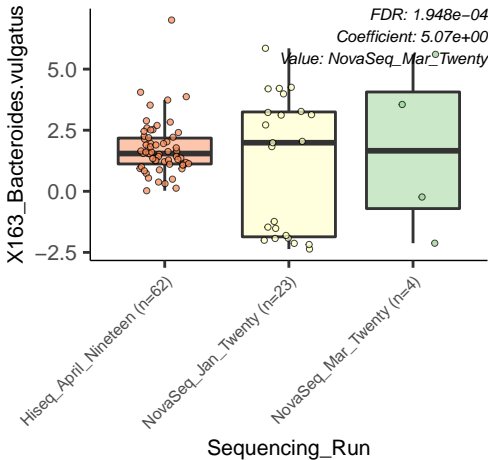 FDR: 1.948e−04
Coefficient: 5.07e+00
Value: NovaSeq_Mar_Twenty
X163_Bacteroides.vulgatus
5.0
2.5
0.0
−2.5
Hiseq_April_Nineteen (n=62)
NovaSeq_Jan_Twenty (n=23)
NovaSeq_Mar_Twenty (n=4)
Sequencing_Run